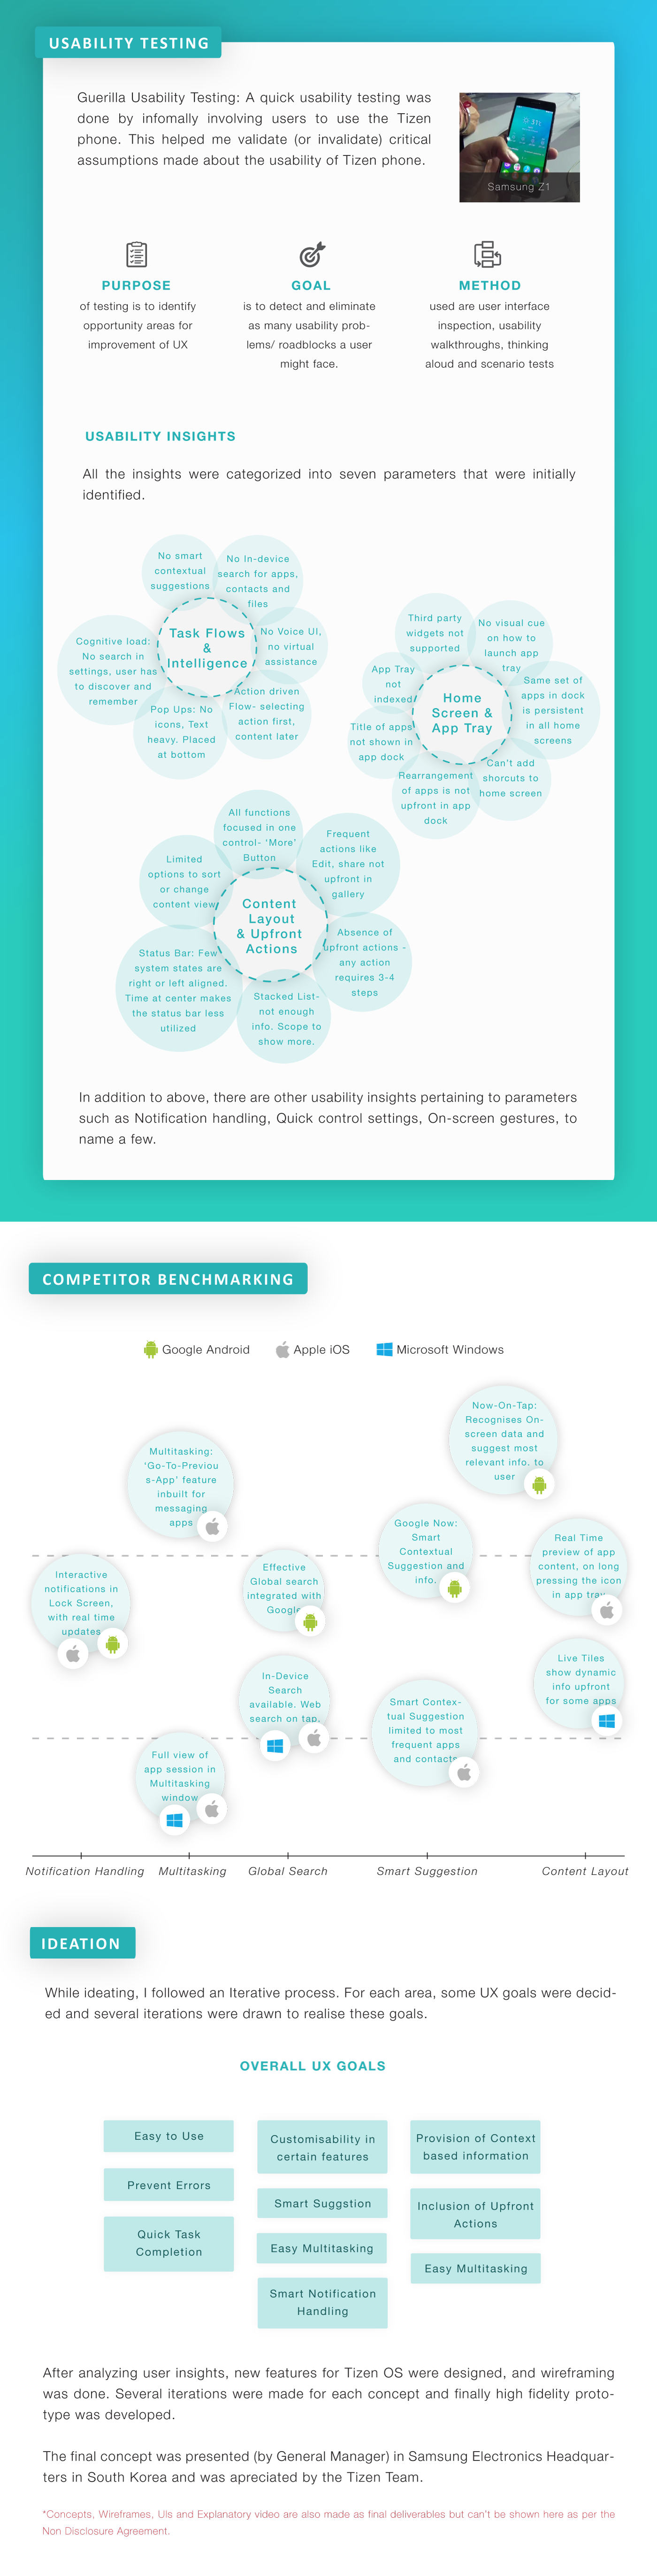 USABILITY TESTING
Guerilla Usability Testing: A quick usability testing was
done by infomally involving users to use the Tizen
phone. This helped me validate (or invalidate) critical
assumptions made about the usability of Tizen phone.
Samsung Z1
PURPOSE
of testing is to identify
opportunity areas for
improvement of UX
GOAL
is to detect and eliminate
as many usability prob-
lems/ roadblocks a user
might face.
METHOD
used are user interface
inspection, usability
walkthroughs, thinking
aloud and scenario tests
USABILITY INSIGHTS
All the insights were categorized into seven parameters that were initially
identified.
No smart
contextual
suggestions
No In-device
search for apps,
contacts and
files
Task Flows
&
Intelligence
No Voice UI,
no virtual
assistance
Cognitive load:
No search in
settings, user has
to discover and
remember
Action driven
Flow- selecting
action first,
content later
Pop Ups: No
icons, Text
heavy. Placed
at bottom
Third party
widgets not
supported
No visual cue
on how to
launch app
tray
App Tray
not
indexed
Home
Screen &
App Tray
Same set of
apps in dock
is persistent
in all home
screens
Title of apps
not shown in
app dock
Can't add
shorcuts to
home screen
Rearrangement
of apps is not
upfront in app
dock
All functions
focused in one
control- ‘More’
Button
Frequent
actions like
Edit, share not
upfront in
gallery
Limited
options to sort
or change
content view
Content
Layout
& Upfront
Actions
Absence of
upfront actions -
any action
requires 3-4
steps
Status Bar: Few
system states are
right or left aligned.
Time at center makes
the status bar less
utilized
Stacked List-
not enough
info. Scope to
show more.
In addition to above, there are other usability insights pertaining to parameters
such as Notification handling, Quick control settings, On-screen gestures, to
name a few.
COMPETITOR BENCHMARKING
Google Android
Apple iOS
Microsoft Windows
Now-On-Tap:
Recognises On-
screen data and
suggest most
relevant info. to
user
Multitasking:
‘Go-To-Previou
s-App’ feature
inbuilt for
messaging
apps
Google Now:
Smart
Contextual
Suggestion and
info.
Real Time
preview of app
content, on long
pressing the icon
in app tray
Interactive
notifications in
Lock Screen,
with real time
updates
Effective
Global search
integrated with
Google
Live Tiles
show dynamic
info upfront
for some apps
In-Device
Search
available. Web
search on tap.
Smart Contex-
tual Suggestion
limited to most
frequent apps
and contacts
Full view of
app session in
Multitasking
window
Notification Handling
Multitasking
Global Search
Smart Suggestion
Content Layout
IDEATION
While ideating, I followed an Iterative process. For each area, some UX goals were decid-
ed and several iterations were drawn to realise these goals.
OVERALL UX GOALS
Easy to Use
Prevent Errors
Quick Task
Completion
Customisability in
certain features
Smart Suggstion
Easy Multitasking
Smart Notification
Handling
Provision of Context
based information
Inclusion of Upfront
Actions
Easy Multitasking
After analyzing user insights, new features for Tizen OS were designed, and wireframing
was done. Several iterations were made for each concept and finally high fidelity proto-
type was developed.
The final concept was presented (by General Manager) in Samsung Electronics Headquar-
ters in South Korea and was apreciated by the Tizen Team.
*Concepts, Wireframes, UIs and Explanatory video are also made as final deliverables but can't be shown here as per the
Non Disclosure Agreement.